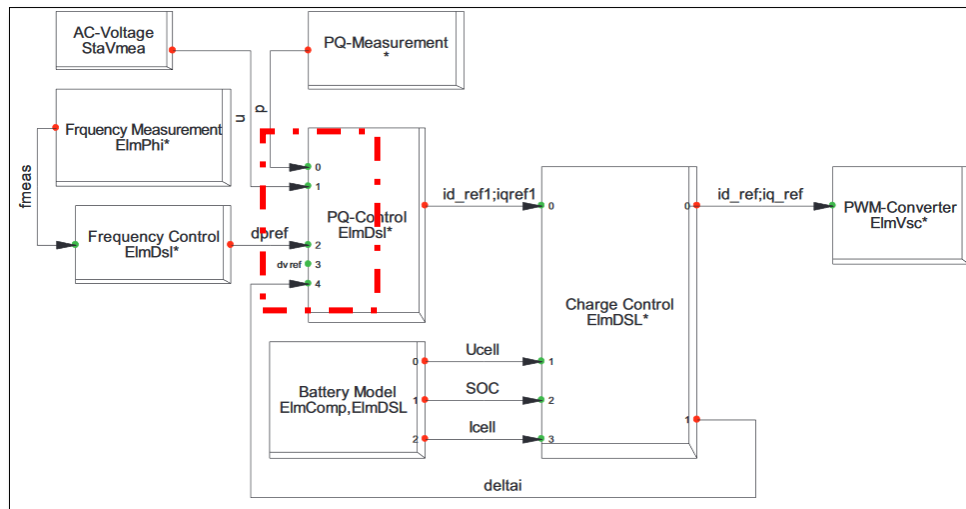 AC-Voltage
StaVmea
PQ-Measurement
*
u
p
Frquency Measurement
ElmPhi*
fmeas
Frequency Control
ElmDsl*
dpref
0
1
PQ-Control
ElmDsl*
2
dvref
3
4
id_ref1;iqref1
0
0
id_ref;iq_ref
PWM-Converter
ElmVsc*
Charge Control
ElmDSL*
Battery Model
ElmComp,ElmDSL
0
1
2
Ucell
SOC
Icell
1
2
3
1
deltai